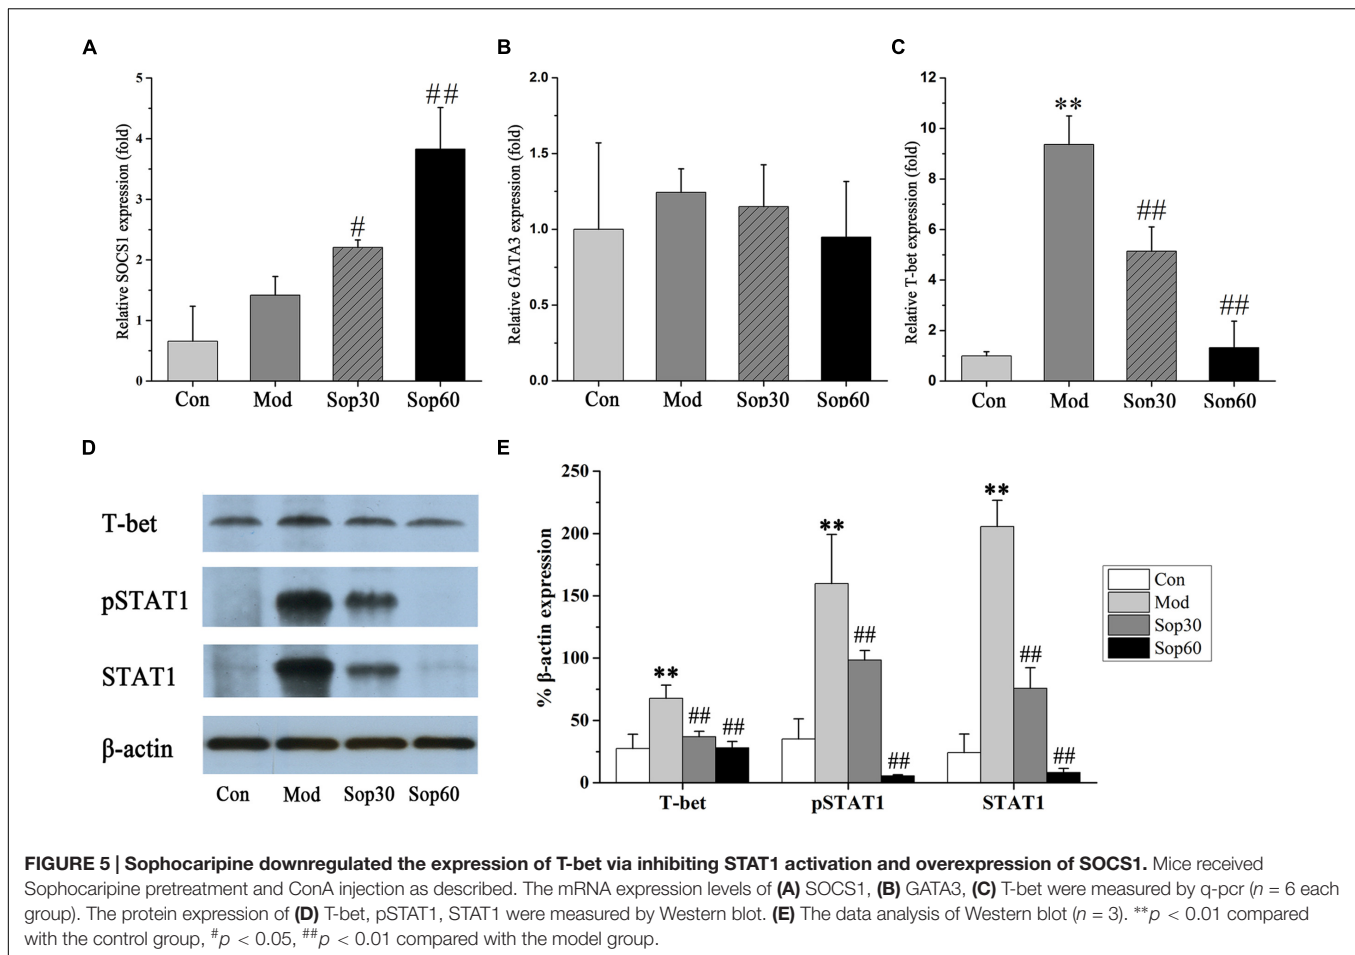 A
Relative SOCS1 expression (fold)
5
4
3
2
1
0
#
##
Con Mod Sop30 Sop60
B
Relative GATA3 expression (fold)
2.0
1.5
1.0
0.5
0.0
Con Mod Sop30 Sop60
C
Relative T-bet expression (fold)
12
10
8
6
4
2
0
**
##
##
Con Mod Sop30 Sop60
D
T-bet
pSTAT1
STAT1
β-actin
Con Mod Sop30 Sop60
E
% β-actin expression
250
200
150
100
50
0
** ## ##
** ## ##
** ## ##
T-bet pSTAT1 STAT1
Con
Mod
Sop30
Sop60
FIGURE 5 | Sophocaripine downregulated the expression of T-bet via inhibiting STAT1 activation and overexpression of SOCS1. Mice received
Sophocaripine pretreatment and ConA injection as described. The mRNA expression levels of (A) SOCS1, (B) GATA3, (C) T-bet were measured by q-pcr (n = 6 each
group). The protein expression of (D) T-bet, pSTAT1, STAT1 were measured by Western blot. (E) The data analysis of Western blot (n = 3). **p < 0.01 compared
with the control group, #p < 0.05, ##p < 0.01 compared with the model group.